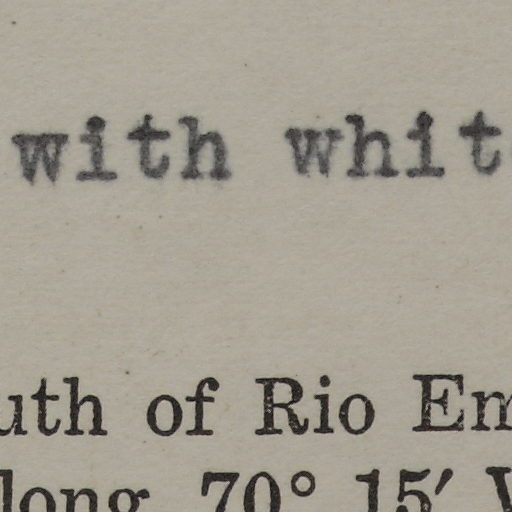 with whit
uth of Rio Em
long. 70° 15′ W